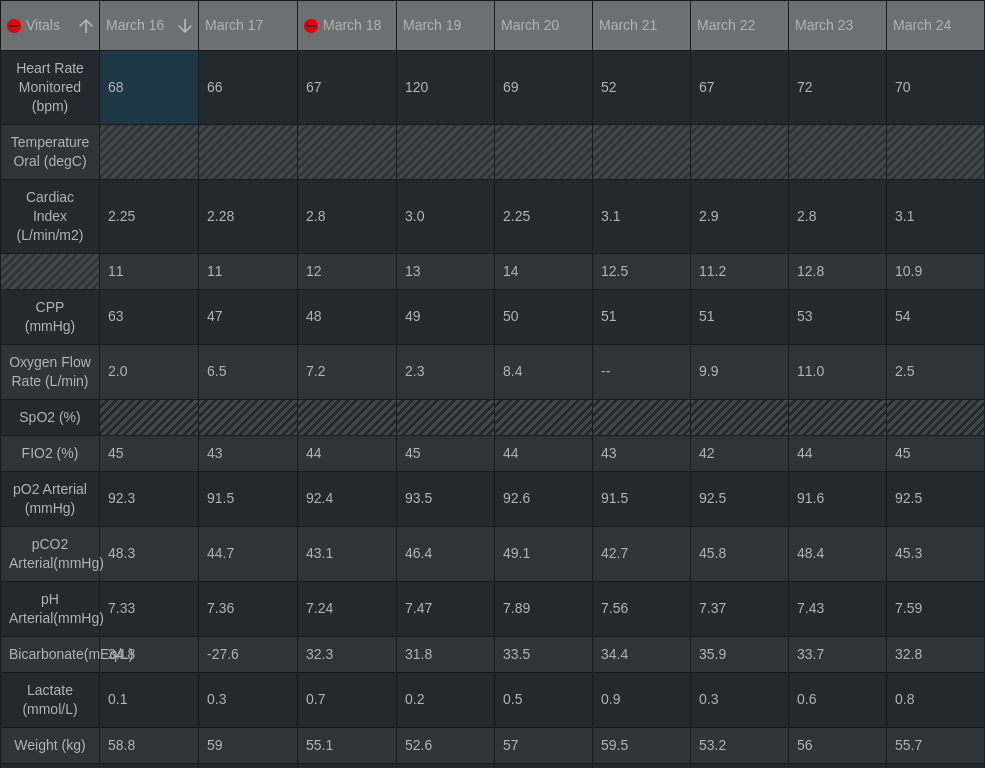 Vitals March 16 March 17 March 18 March 19 March 20 March 21 March 22 March 23 March 24
Heart Rate
Monitored
(bpm)
68 66 67 120 69 52 67 72 70
Temperature
Oral (degC)
Cardiac
Index
(L/min/m2)
2.25 2.28 2.8 3.0 2.25 3.1 2.9 2.8 3.1
11 11 12 13 14 12.5 11.2 12.8 10.9
CPP
(mmHg)
63 47 48 49 50 51 51 53 54
Oxygen Flow
Rate (L/min)
2.0 6.5 7.2 2.3 8.4 -- 9.9 11.0 2.5
SpO2 (%)
FIO2 (%) 45 43 44 45 44 43 42 44 45
pO2 Arterial
(mmHg)
92.3 91.5 92.4 93.5 92.6 91.5 92.5 91.6 92.5
pCO2
Arterial(mmHg)
48.3 44.7 43.1 46.4 49.1 42.7 45.8 48.4 45.3
pH
Arterial(mmHg)
7.33 7.36 7.24 7.47 7.89 7.56 7.37 7.43 7.59
Bicarbonate(mEq/L) 34.8 -27.6 32.3 31.8 33.5 34.4 35.9 33.7 32.8
Lactate
(mmol/L)
0.1 0.3 0.7 0.2 0.5 0.9 0.3 0.6 0.8
Weight (kg) 58.8 59 55.1 52.6 57 59.5 53.2 56 55.7